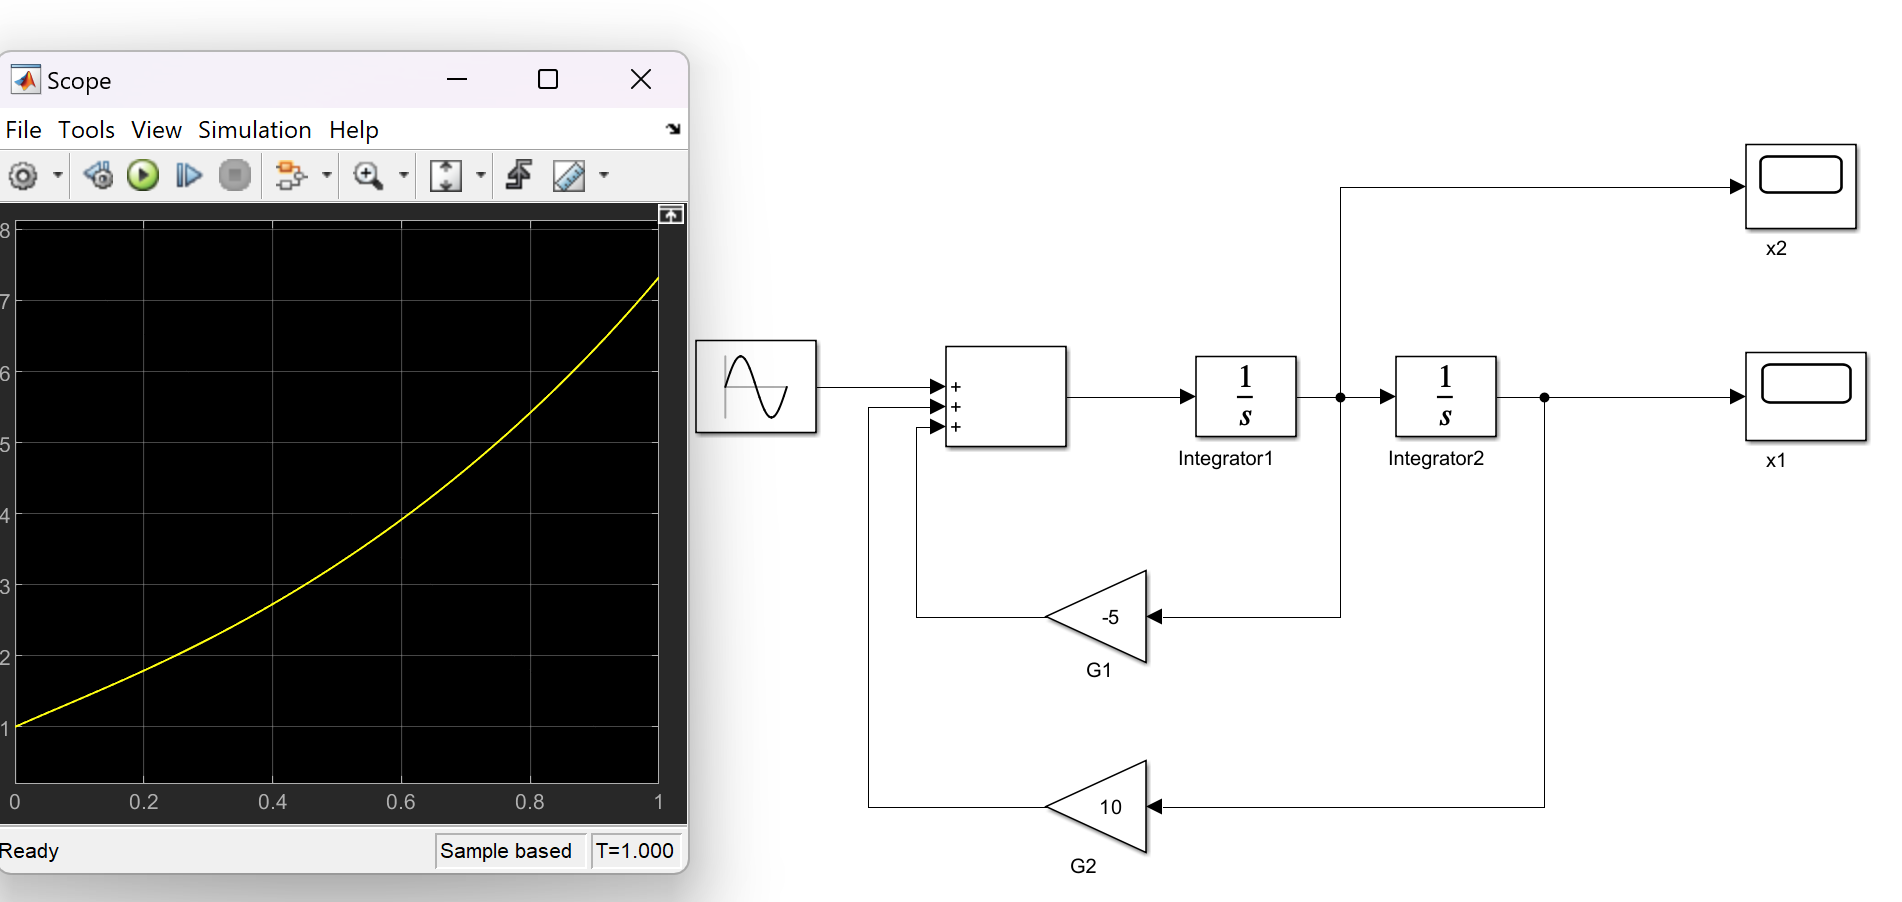 Scope
File Tools View Simulation Help
8
7
6
5
4
3
2
1
0 0.2 0.4 0.6 0.8 1
Ready Sample based T=1.000
+
+
+
1
s
Integrator1
1
s
Integrator2
x2
x1
-5
G1
10
G2